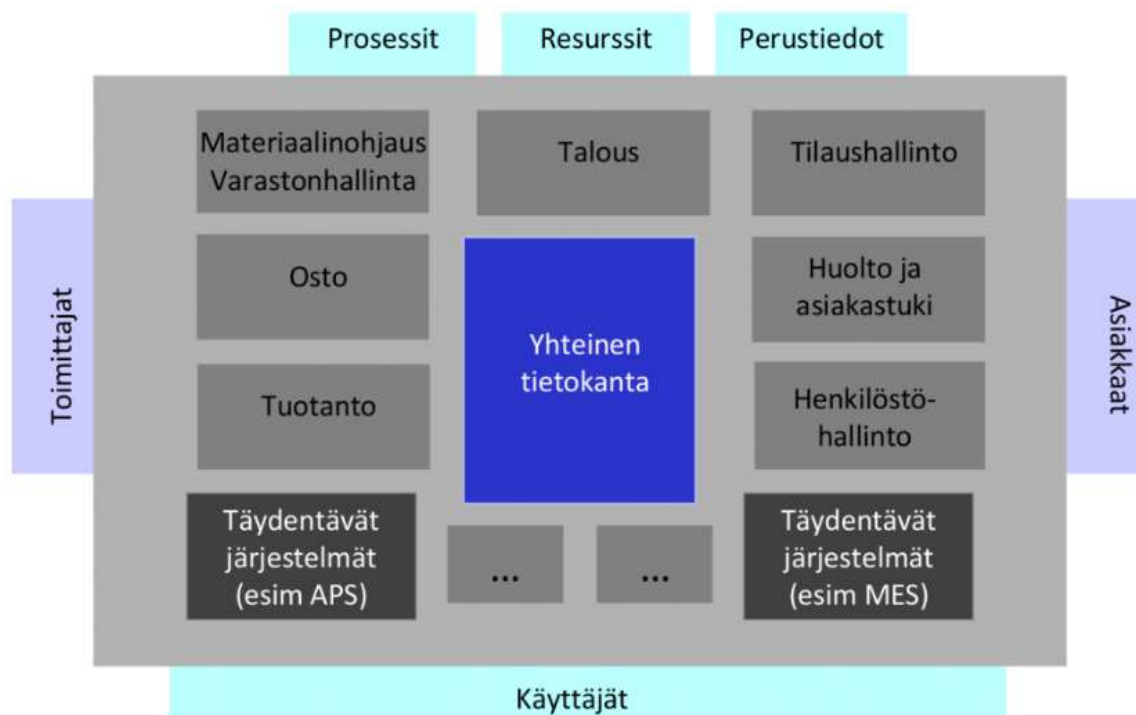 Prosessit
Resurssit
Perustiedot
Materiaalinohjaus
Varastonhallinta
Talous
Tilaushallinto
Toimittajat
Osto
Yhteinen
tietokanta
Huolto ja
asiakastuki
Asiakkaat
Tuotanto
Henkilöstö-
hallinto
Täydentävät
järjestelmät
(esim APS)
...
...
Täydentävät
järjestelmät
(esim MES)
Käyttäjät